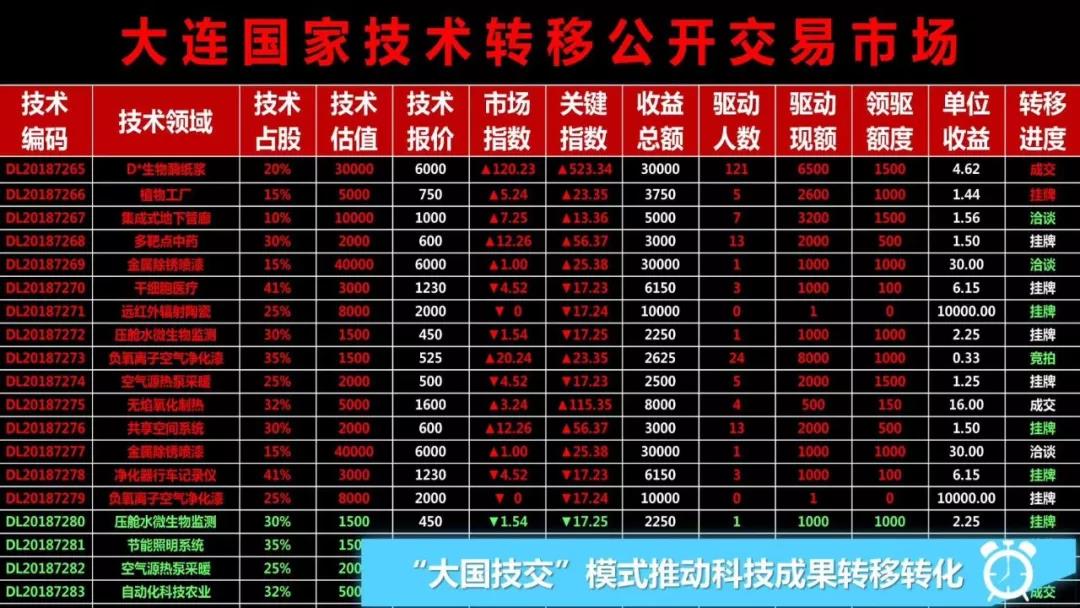 大连国家技术转移公开交易市场
技术编码 技术领域 技术占股 技术估值 技术报价 市场指数 关键指数 收益总额 驱动人数 驱动现额 领驱额度 单位收益 转移进度
DL20187265 D*生物酶纸浆 20% 30000 6000 ▲120.23 ▲523.34 30000 121 6500 1500 4.62 成交
DL20187266 植物工厂 15% 5000 750 ▲5.24 ▲23.35 3750 5 2600 1000 1.44 挂牌
DL20187267 集成式地下管廊 10% 10000 1000 ▲7.25 ▲13.36 5000 7 3200 1500 1.56 洽谈
DL20187268 多靶点中药 30% 2000 600 ▲12.26 ▲56.37 3000 13 2000 500 1.50 挂牌
DL20187269 金属除锈喷漆 15% 40000 6000 ▲1.00 ▲25.38 30000 1 1000 1000 30.00 洽谈
DL20187270 干细胞医疗 41% 3000 1230 ▼4.52 ▼17.23 6150 3 1000 100 6.15 挂牌
DL20187271 远红外辐射陶瓷 25% 8000 2000 ▼ 0 ▼17.24 10000 0 1 0 10000.00 挂牌
DL20187272 压舱水微生物监测 30% 1500 450 ▼1.54 ▼17.25 2250 1 1000 1000 2.25 挂牌
DL20187273 负氧离子空气净化漆 35% 1500 525 ▲20.24 ▲23.35 2625 24 8000 1000 0.33 竞拍
DL20187274 空气源热泵采暖 25% 2000 500 ▼4.52 ▼17.23 2500 5 2000 1500 1.25 挂牌
DL20187275 无焰氧化制热 32% 5000 1600 ▲3.24 ▲115.35 8000 4 500 150 16.00 成交
DL20187276 共享空间系统 30% 2000 600 ▲12.26 ▲56.37 3000 13 2000 500 1.50 挂牌
DL20187277 金属除锈喷漆 15% 40000 6000 ▲1.00 ▲25.38 30000 1 1000 1000 30.00 洽谈
DL20187278 净化器行车记录仪 41% 3000 1230 ▼4.52 ▼17.23 6150 3 1000 100 6.15 挂牌
DL20187279 负氧离子空气净化漆 25% 8000 2000 ▼ 0 ▼17.24 10000 0 1 0 10000.00 挂牌
DL20187280 压舱水微生物监测 30% 1500 450 ▼1.54 ▼17.25 2250 1 1000 1000 2.25 挂牌
DL20187281 节能照明系统 35%
DL20187282 空气源热泵采暖 25%
DL20187283 自动化科技农业 32% 成交
“大国技交”模式推动科技成果转移转化